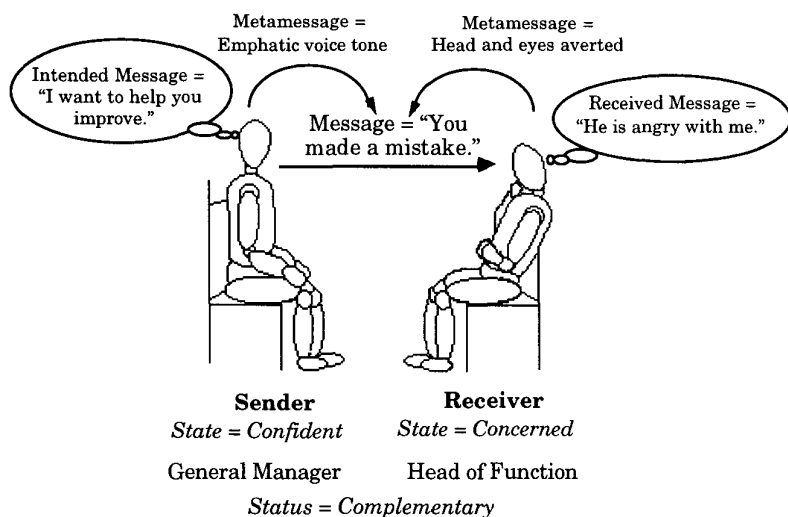 Metamessage =
Emphatic voice tone
Metamessage =
Head and eyes averted
Intended Message =
“I want to help you
improve.”
Message = “You
made a mistake.”
Received Message =
“He is angry with me.”
Sender
State = Confident
General Manager
Receiver
State = Concerned
Head of Function
Status = Complementary